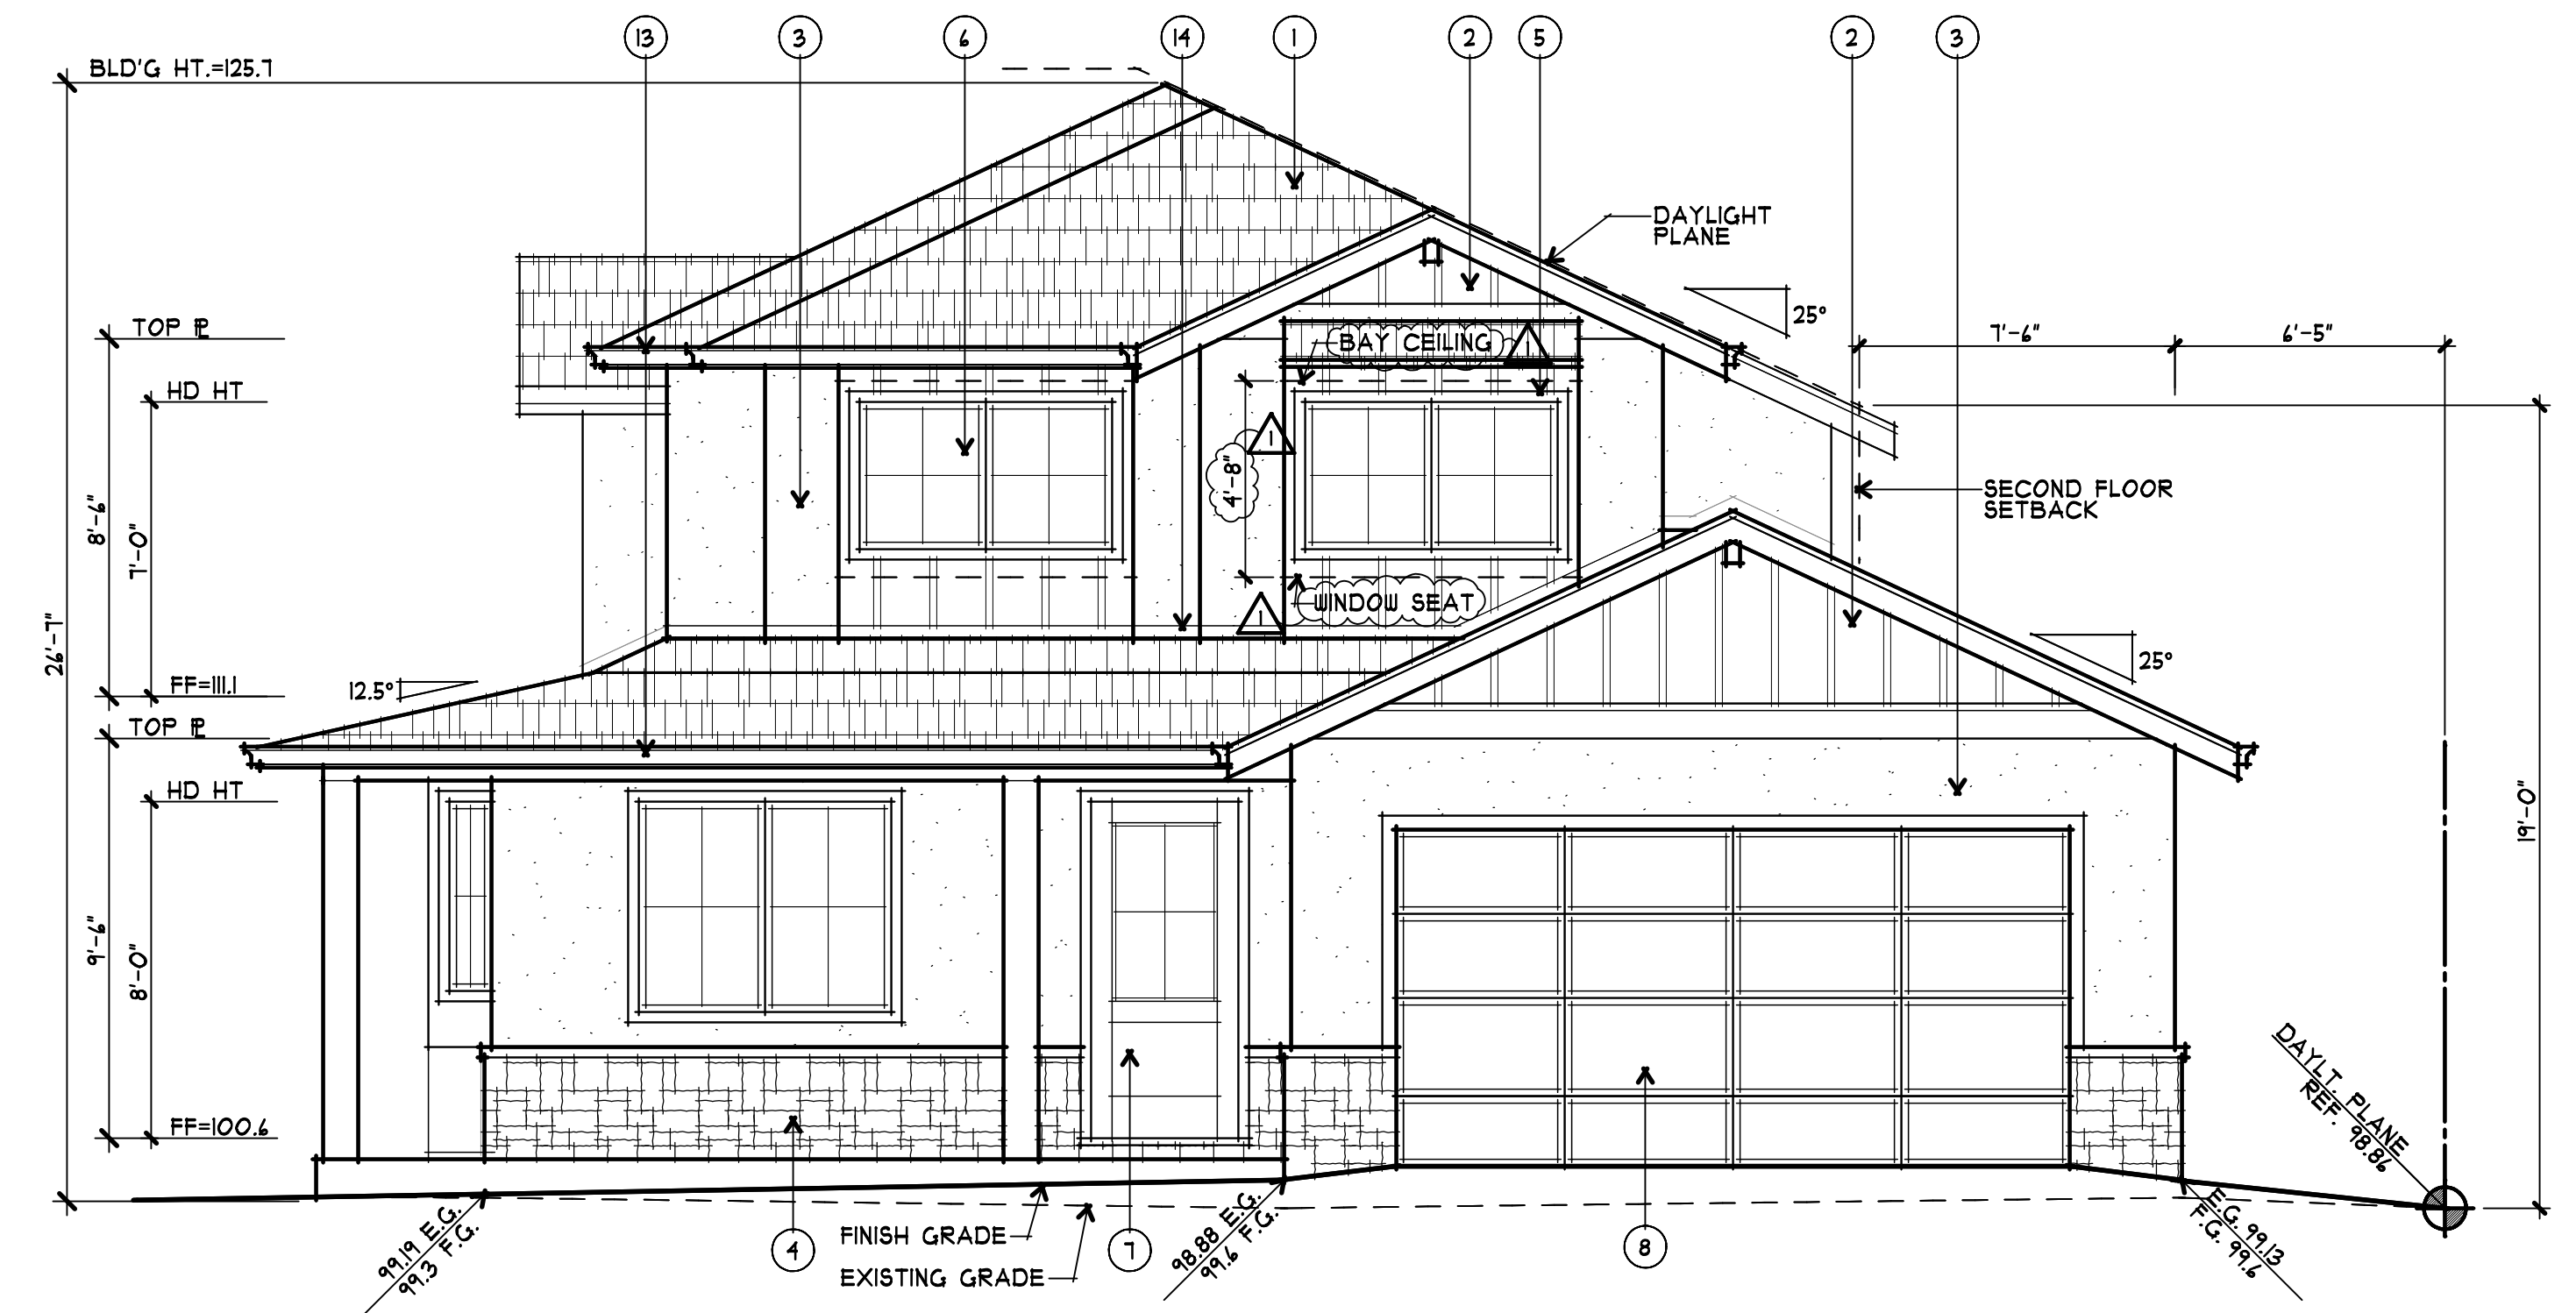 13
3
6
14
1
2
5
2
3
BLD'G HT.=125.7
DAYLIGHT
PLANE
25°
TOP PL
BAY CEILING
1
7'-6"
6'-5"
HD HT
1
4'-8"
SECOND FLOOR
SETBACK
8'-6"
7'-0"
26'-7"
WINDOW SEAT
1
25°
12.5°
FF=111.1
TOP PL
HD HT
19'-0"
9'-6"
8'-0"
FF=100.6
DAYLT. PLANE
REF. 98.86
99.19 E.G.
99.3 F.G.
4
FINISH GRADE
EXISTING GRADE
7
98.88 E.G.
99.6 F.G.
8
E.G. 99.13
F.G. 99.6